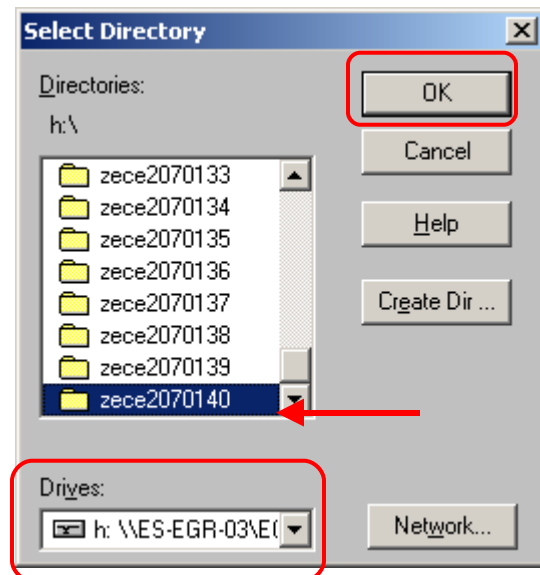 Select Directory
Directories:
h:\
zece2070133
zece2070134
zece2070135
zece2070136
zece2070137
zece2070138
zece2070139
zece2070140
Drives:
h: \\ES-EGR-03\E(
OK
Cancel
Help
Create Dir ...
Network...